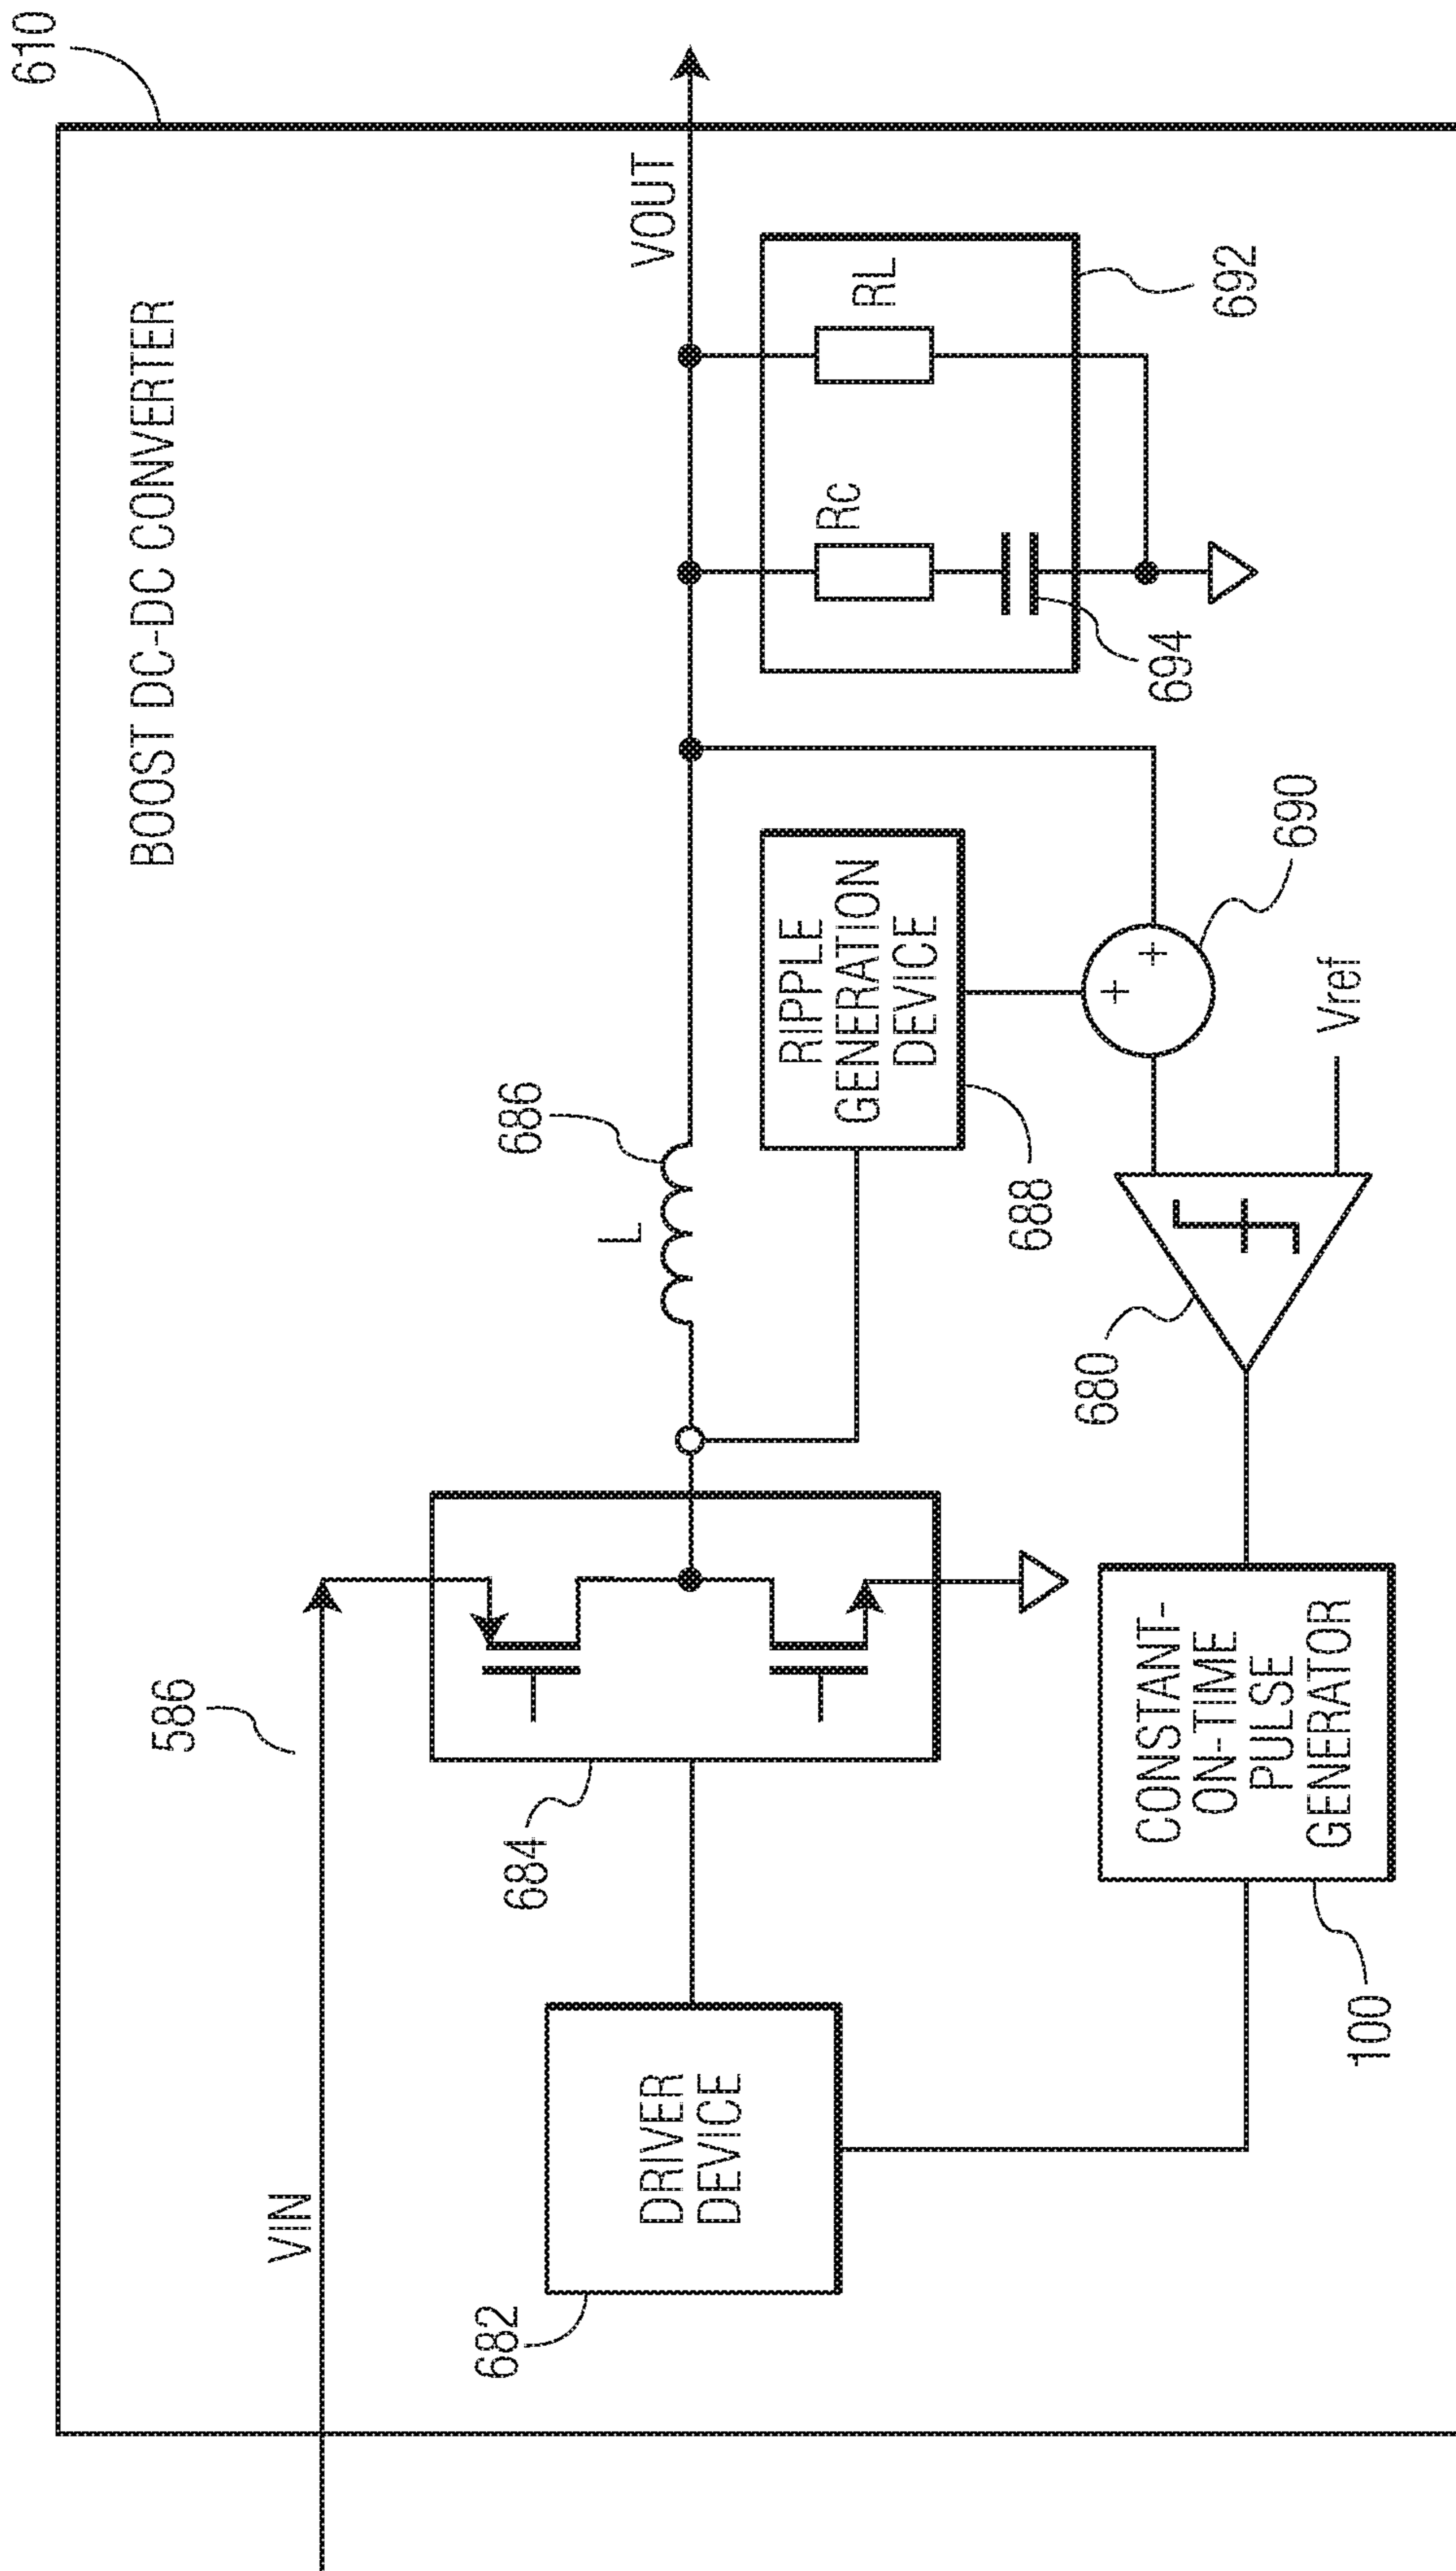 610
BOOST DC-DC CONVERTER
586
VIN
VOUT
686
L
684
682
DRIVER
DEVICE
RIPPLE
GENERATION
DEVICE
688
Rc
RL
692
694
690
+
+
Vref
680
CONSTANT-
ON-TIME
PULSE
GENERATOR
100